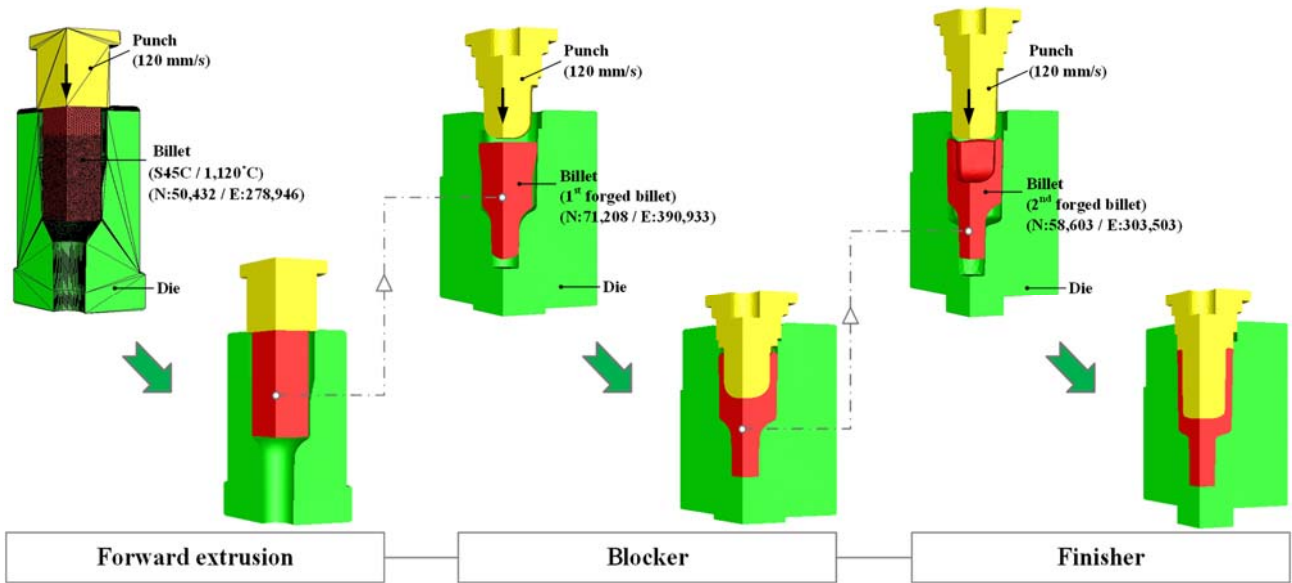 Punch
(120 mm/s)
Billet
(S45C / 1,120˚C)
(N:50,432 / E:278,946)
Die
Punch
(120 mm/s)
Billet
(1st forged billet)
(N:71,208 / E:390,933)
Die
Punch
(120 mm/s)
Billet
(2nd forged billet)
(N:58,603 / E:303,503)
Die
Forward extrusion
Blocker
Finisher